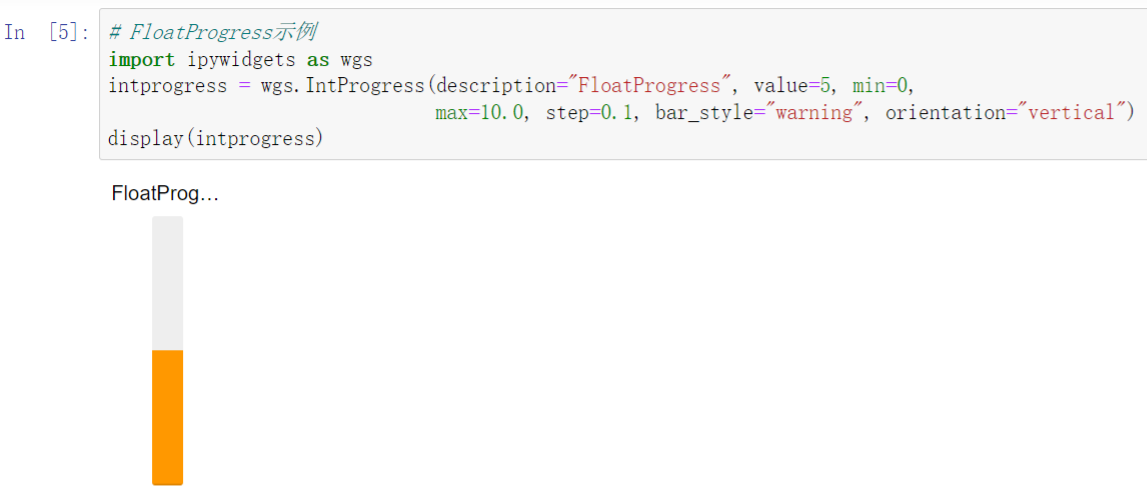 In [5]: # FloatProgress示例
import ipywidgets as wgs
intprogress = wgs.IntProgress(description="FloatProgress", value=5, min=0,
max=10.0, step=0.1, bar_style="warning", orientation="vertical")
display(intprogress)
FloatProg…